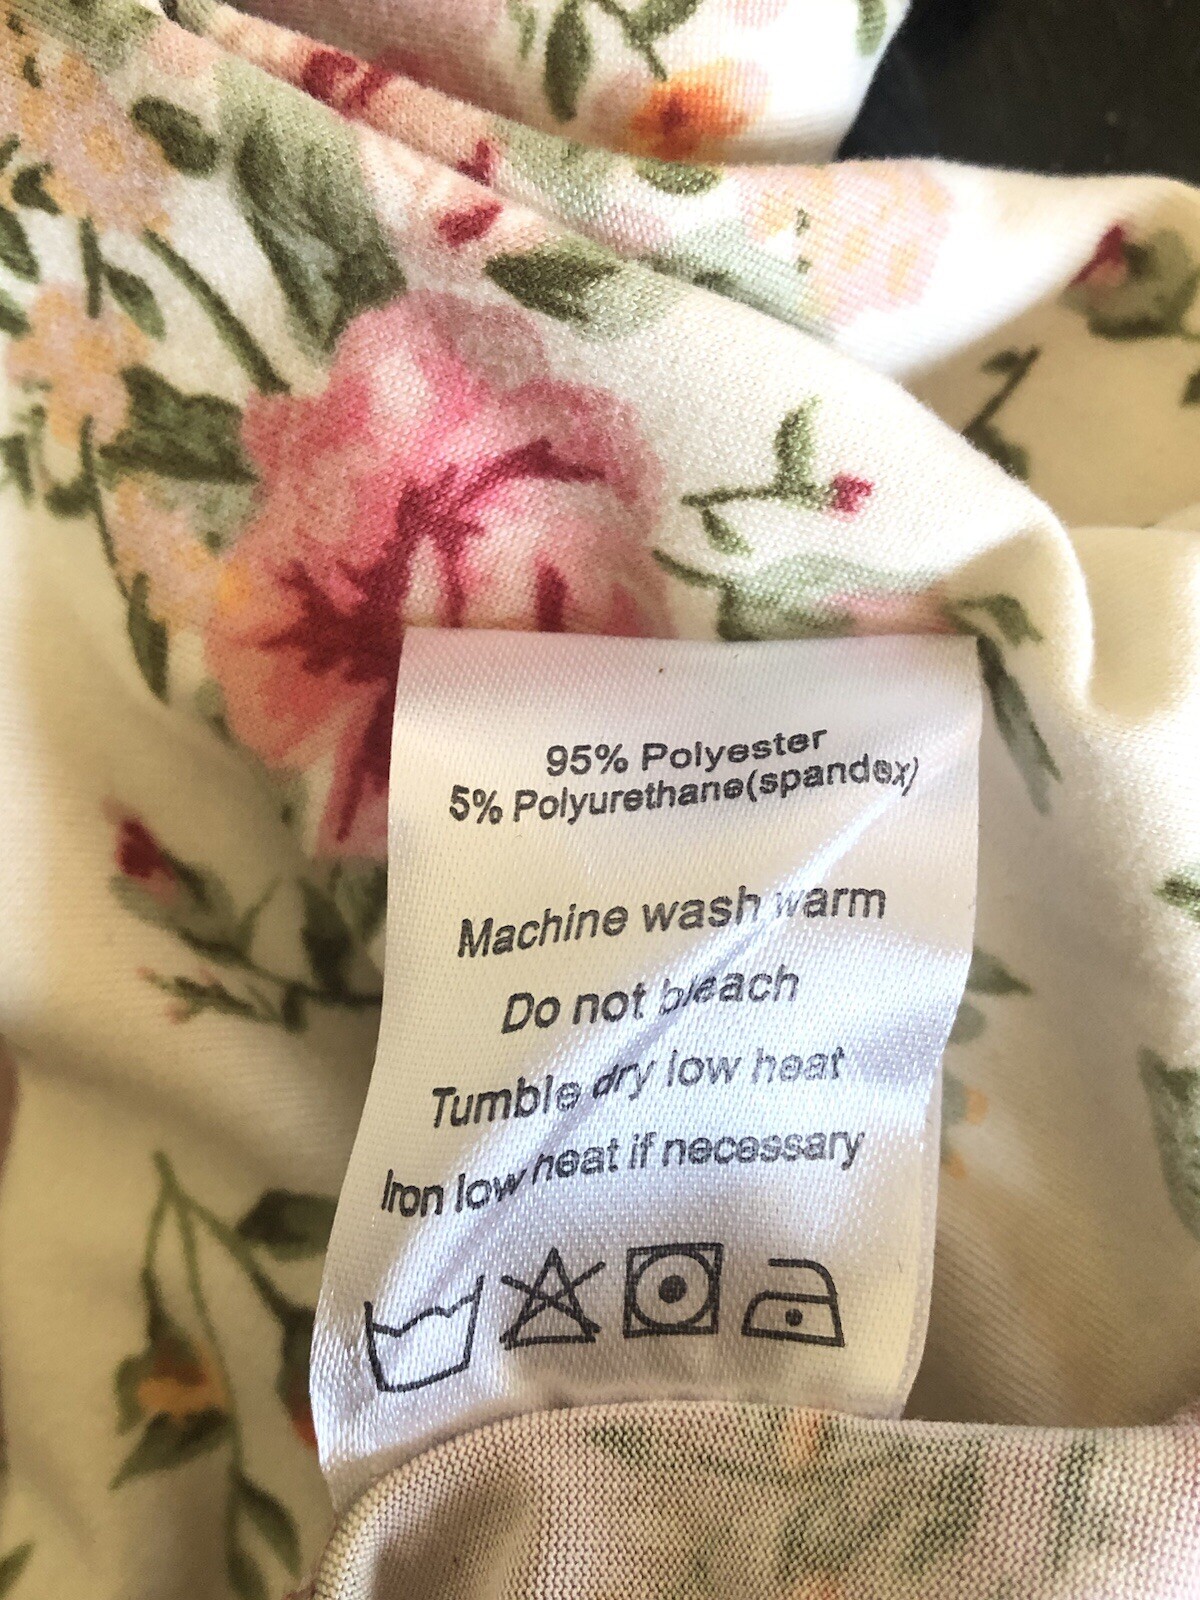 95% Polyester
5% Polyurethane(spandex)
Machine wash warm
Do not bleach
Tumble dry low heat
Iron low heat if necessary